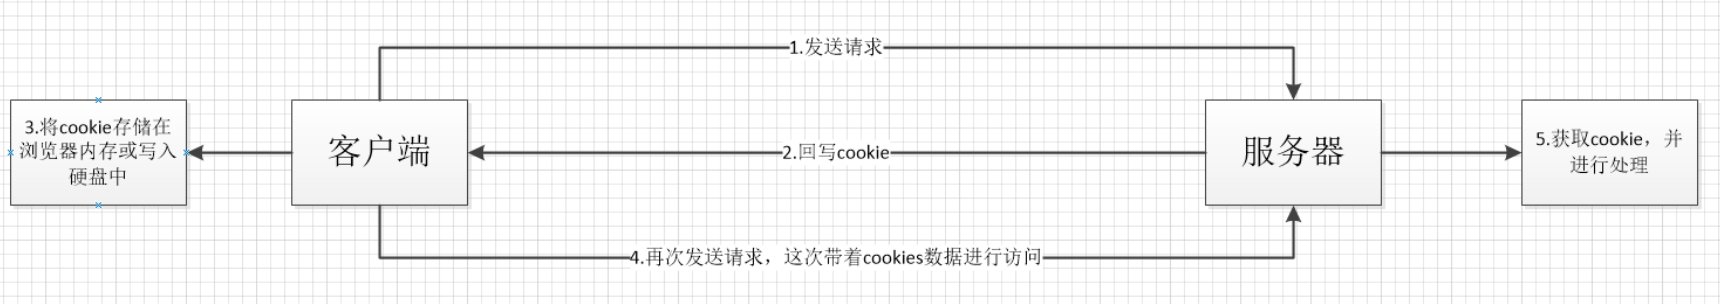 1.发送请求
3.将cookie存储在
浏览器内存或写入
硬盘中
客户端
2.回写cookie
服务器
5.获取cookie，并
进行处理
4.再次发送请求，这次带着cookies数据进行访问